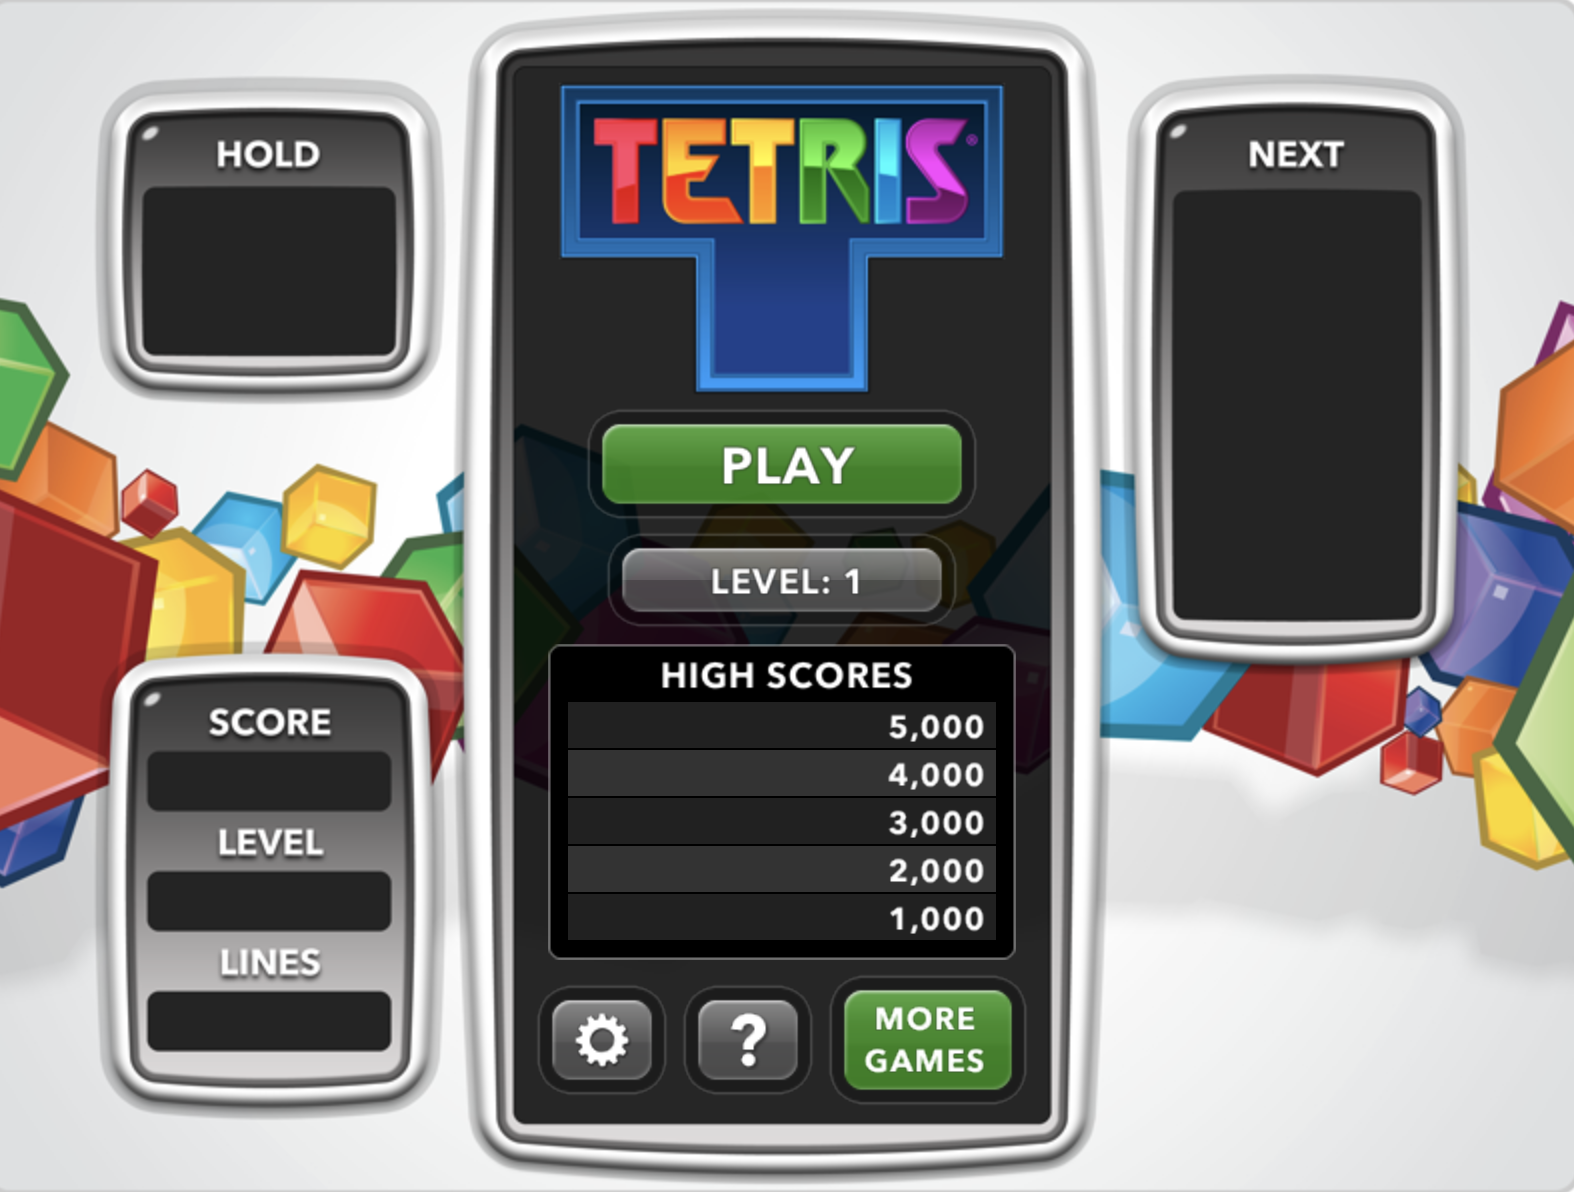 HOLD
TETRIS®
NEXT
PLAY
LEVEL: 1
HIGH SCORES
5,000
4,000
3,000
2,000
1,000
SCORE
LEVEL
LINES
?
MORE
GAMES